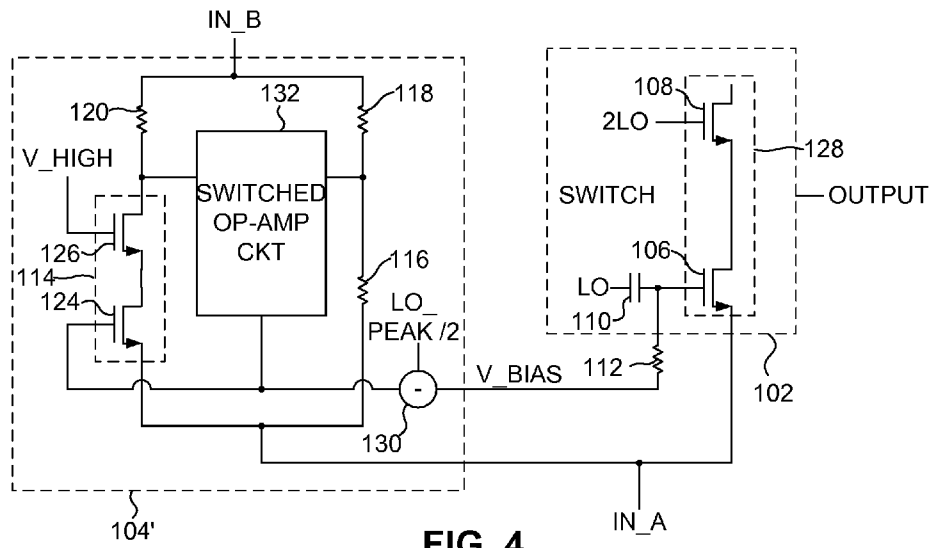 IN_B
120
132
118
108
2LO
128
V_HIGH
SWITCHED
OP-AMP
CKT
SWITCH
OUTPUT
126
114
124
116
106
LO
110
LO_
PEAK /2
112
V_BIAS
-
130
102
104'
IN_A
FIG. 4